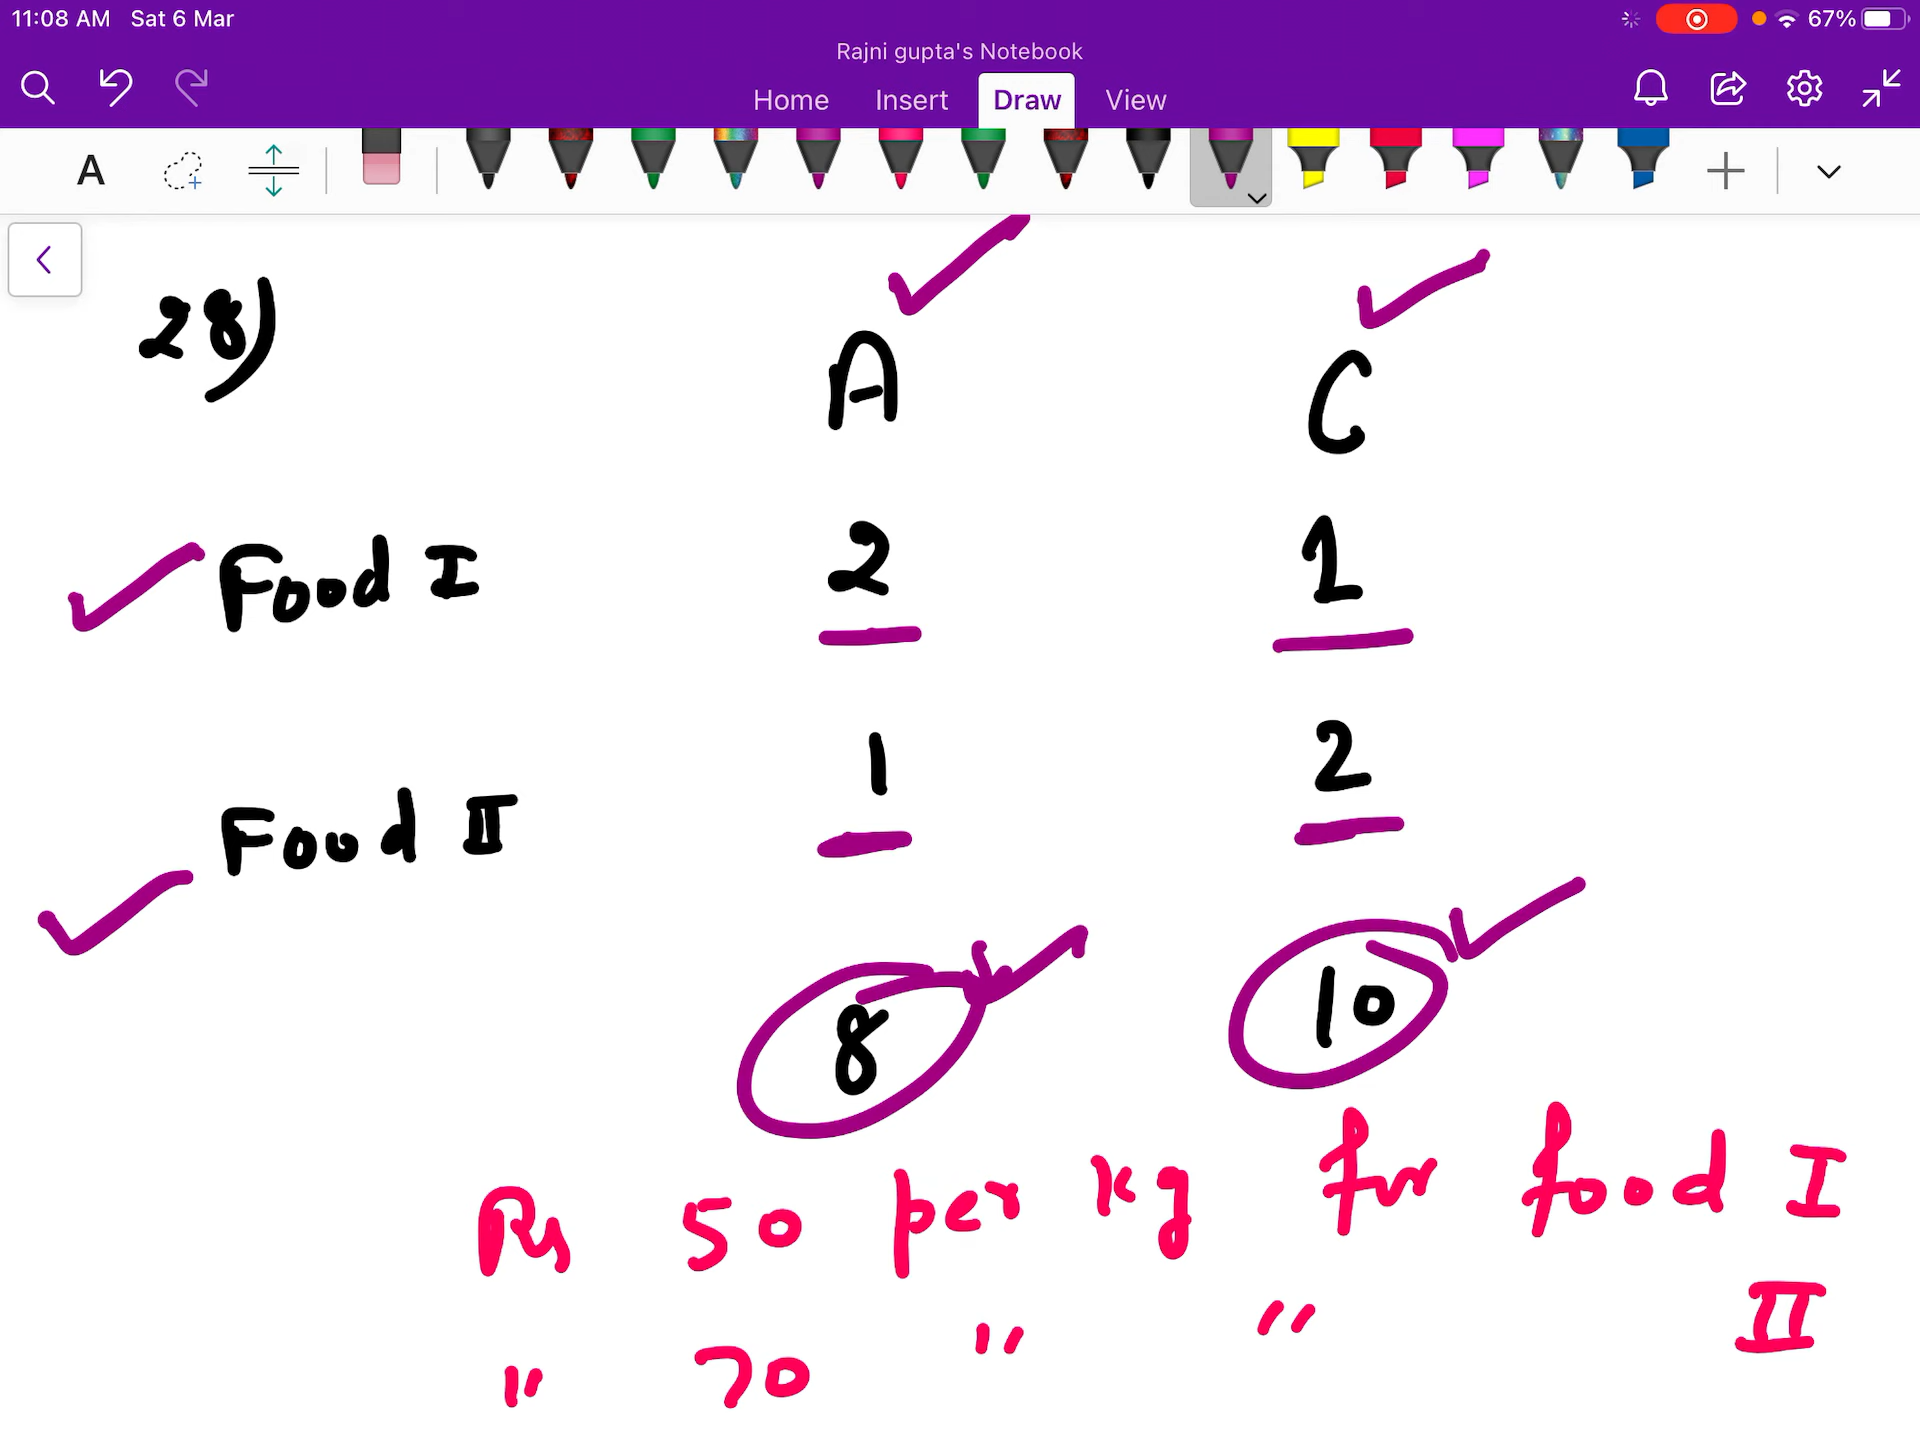 11:08 AM Sat 6 Mar
67%
Rajni gupta's Notebook
Home Insert Draw View
A
28)
A C
Food I 2 1
Food II 1 2
8 10
Rs 50 per kg for food I
" 70 " " II